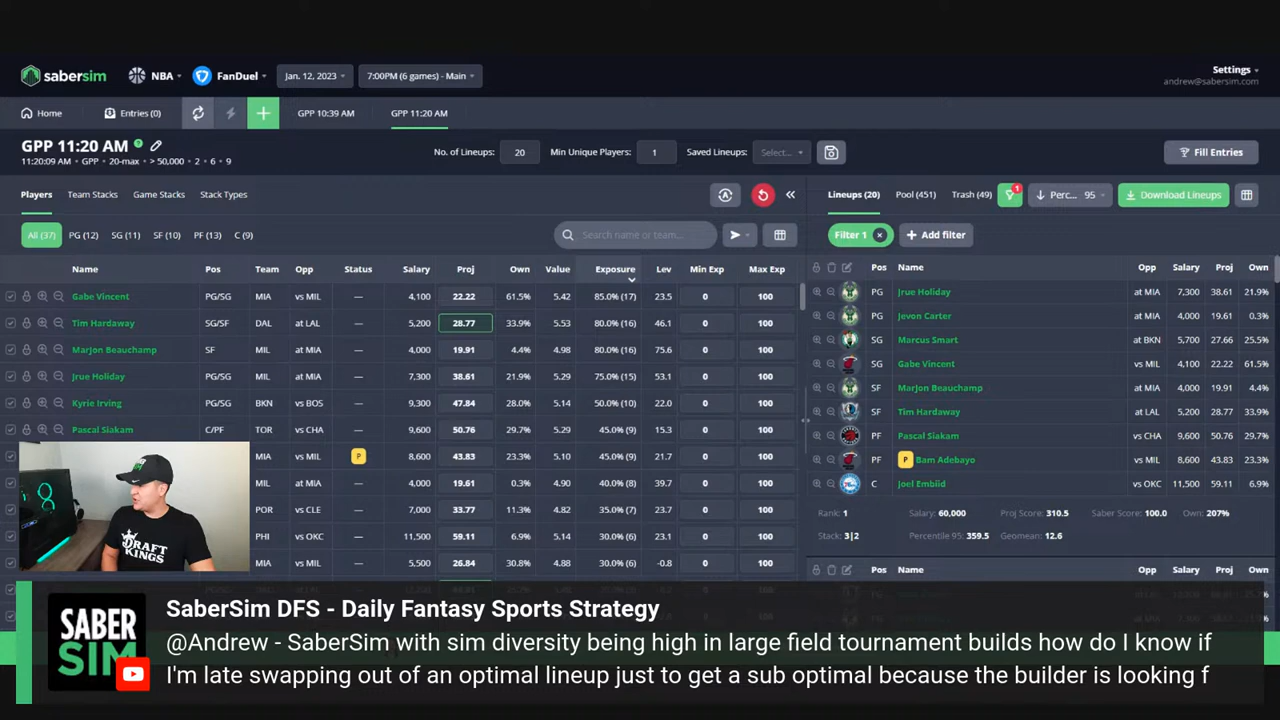 sabersim
NBA
FanDuel
Jan. 12, 2023
7:00PM (6 games) - Main
Settings
andrew@sabersim.com
Home
Entries (0)
GPP 10:39 AM
GPP 11:20 AM
GPP 11:20 AM
11:20:09 AM • GPP • 20-max • > 50,000 • 2 • 6 • 9
No. of Lineups: 20
Min Unique Players: 1
Saved Lineups: Select...
Fill Entries
Players Team Stacks Game Stacks Stack Types
Lineups (20) Pool (451) Trash (49) 1 Perc... 95 Download Lineups
All (37) PG (12) SG (11) SF (10) PF (13) C (9)
Search name or team...
Filter 1 Add filter
Name Pos Team Opp Status Salary Proj Own Value Exposure Lev Min Exp Max Exp
Gabe Vincent PG/SG MIA vs MIL — 4,100 22.22 61.5% 5.42 85.0% (17) 23.5 0 100
Tim Hardaway SG/SF DAL at LAL — 5,200 28.77 33.9% 5.53 80.0% (16) 46.1 0 100
MarJon Beauchamp SF MIL at MIA — 4,000 19.91 4.4% 4.98 80.0% (16) 75.6 0 100
Jrue Holiday PG/SG MIL at MIA — 7,300 38.61 21.9% 5.29 75.0% (15) 53.1 0 100
Kyrie Irving PG/SG BKN vs BOS — 9,300 47.84 28.0% 5.14 50.0% (10) 22.0 0 100
Pascal Siakam C/PF TOR vs CHA — 9,600 50.76 29.7% 5.29 45.0% (9) 15.3 0 100
MIA vs MIL P 8,600 43.83 23.3% 5.10 45.0% (9) 21.7 0 100
MIL at MIA — 4,000 19.61 0.3% 4.90 40.0% (8) 39.7 0 100
POR vs CLE — 7,000 33.77 11.3% 4.82 35.0% (7) 23.7 0 100
PHI vs OKC — 11,500 59.11 6.9% 5.14 30.0% (6) 23.1 0 100
MIA vs MIL — 5,500 26.84 30.8% 4.88 30.0% (6) -0.8 0 100
Pos Name Opp Salary Proj Own
PG Jrue Holiday at MIA 7,300 38.61 21.9%
PG Jevon Carter at MIA 4,000 19.61 0.3%
SG Marcus Smart at BKN 5,700 27.66 25.5%
SG Gabe Vincent vs MIL 4,100 22.22 61.5%
SF MarJon Beauchamp at MIA 4,000 19.91 4.4%
SF Tim Hardaway at LAL 5,200 28.77 33.9%
PF Pascal Siakam vs CHA 9,600 50.76 29.7%
PF P Bam Adebayo vs MIL 8,600 43.83 23.3%
C Joel Embiid vs OKC 11,500 59.11 6.9%
Rank: 1 Salary: 60,000 Proj Score: 310.5 Saber Score: 100.0 Own: 207%
Stack: 3|2 Percentile 95: 359.5 Geomean: 12.6
Pos Name Opp Salary Proj Own
DRAFT
KINGS
SABER
SIM
SaberSim DFS - Daily Fantasy Sports Strategy
@Andrew - SaberSim with sim diversity being high in large field tournament builds how do I know if
I'm late swapping out of an optimal lineup just to get a sub optimal because the builder is looking f